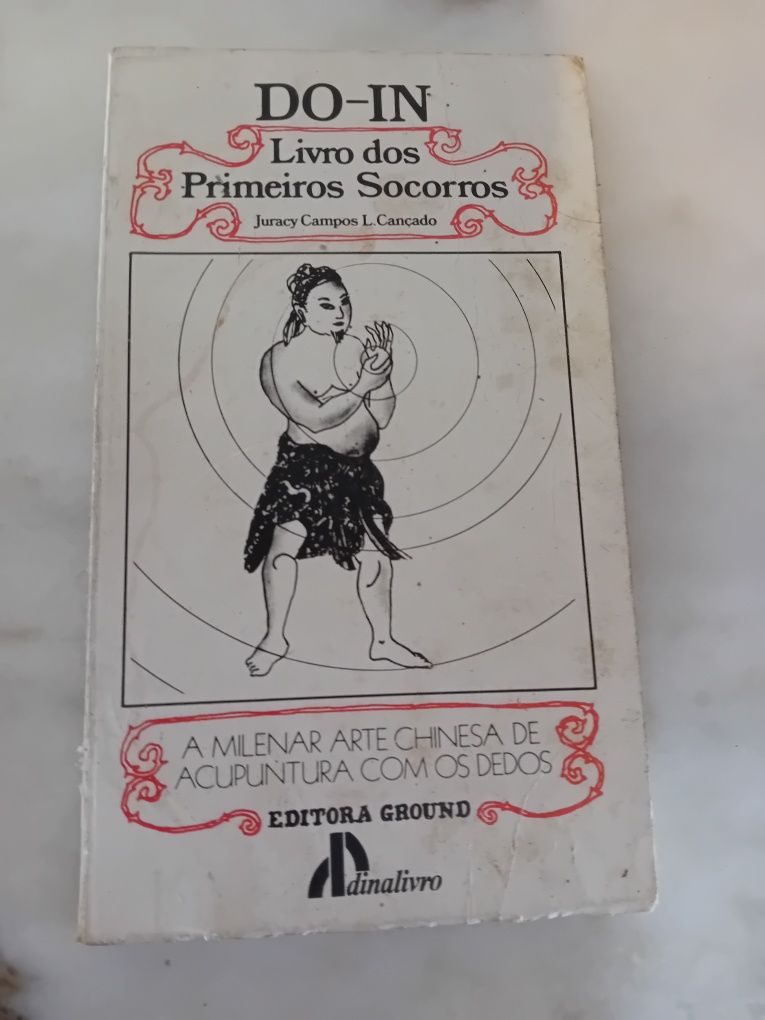 DO-IN
Livro dos
Primeiros Socorros
Juracy Campos L. Cançado
A MILENAR ARTE CHINESA DE
ACUPUNTURA COM OS DEDOS
EDITORA GROUND
dinalivro